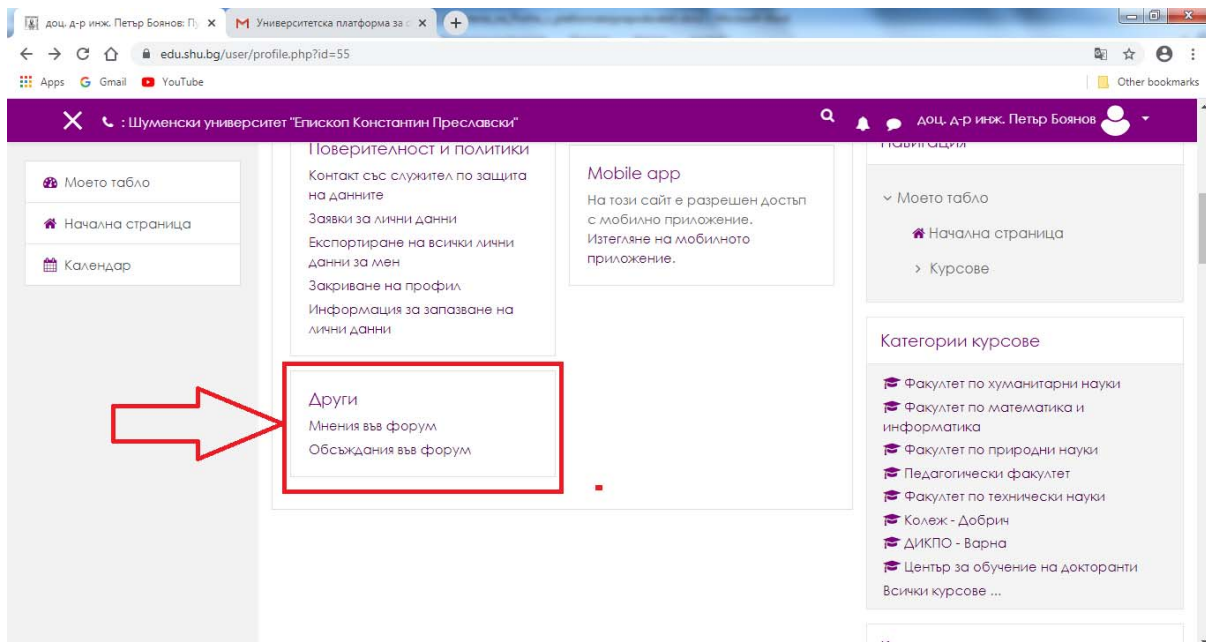 доц. д-р инж. Петър Боянов: П
Университетска платформа за
edu.shu.bg/user/profile.php?id=55
Apps
Gmail
YouTube
Other bookmarks
: Шуменски университет "Епископ Константин Преславски"
доц. д-р инж. Петър Боянов
Моето табло
Начална страница
Календар
Поверителност и политики
Контакт със служител по защита
на данните
Заявки за лични данни
Експортиране на всички лични
данни за мен
Закриване на профил
Информация за запазване на
лични данни
Други
Мнения във форум
Обсъждания във форум
Mobile app
На този сайт е разрешен достъп
с мобилно приложение.
Изтегляне на мобилното
приложение.
Навигация
Моето табло
Начална страница
Курсове
Категории курсове
Факултет по хуманитарни науки
Факултет по математика и
информатика
Факултет по природни науки
Педагогически факултет
Факултет по технически науки
Колеж - Добрич
ДИКПО - Варна
Център за обучение на докторанти
Всички курсове ...